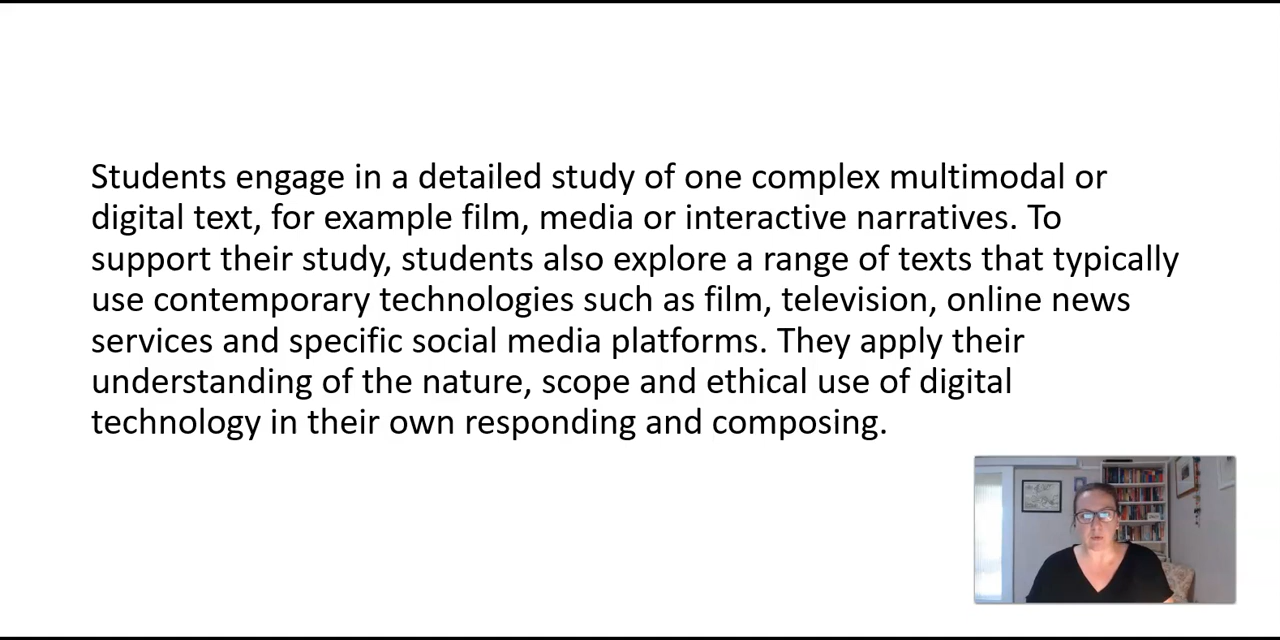 Students engage in a detailed study of one complex multimodal or
digital text, for example film, media or interactive narratives. To
support their study, students also explore a range of texts that typically
use contemporary technologies such as film, television, online news
services and specific social media platforms. They apply their
understanding of the nature, scope and ethical use of digital
technology in their own responding and composing.